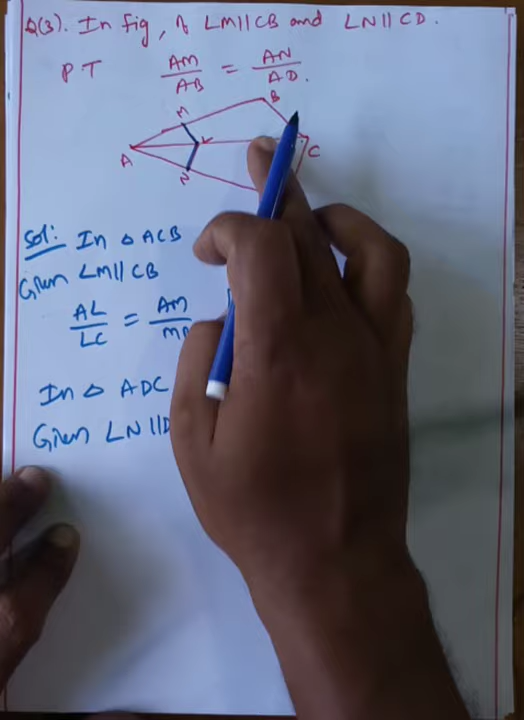 Q(3). In fig, if LM||CB and LN||CD.
PT AM/AB = AN/AD.
M
B
L
A
C
N
Sol: In △ ACB
Given LM||CB
AL/LC = AM/
In △ ADC
Given LN||D